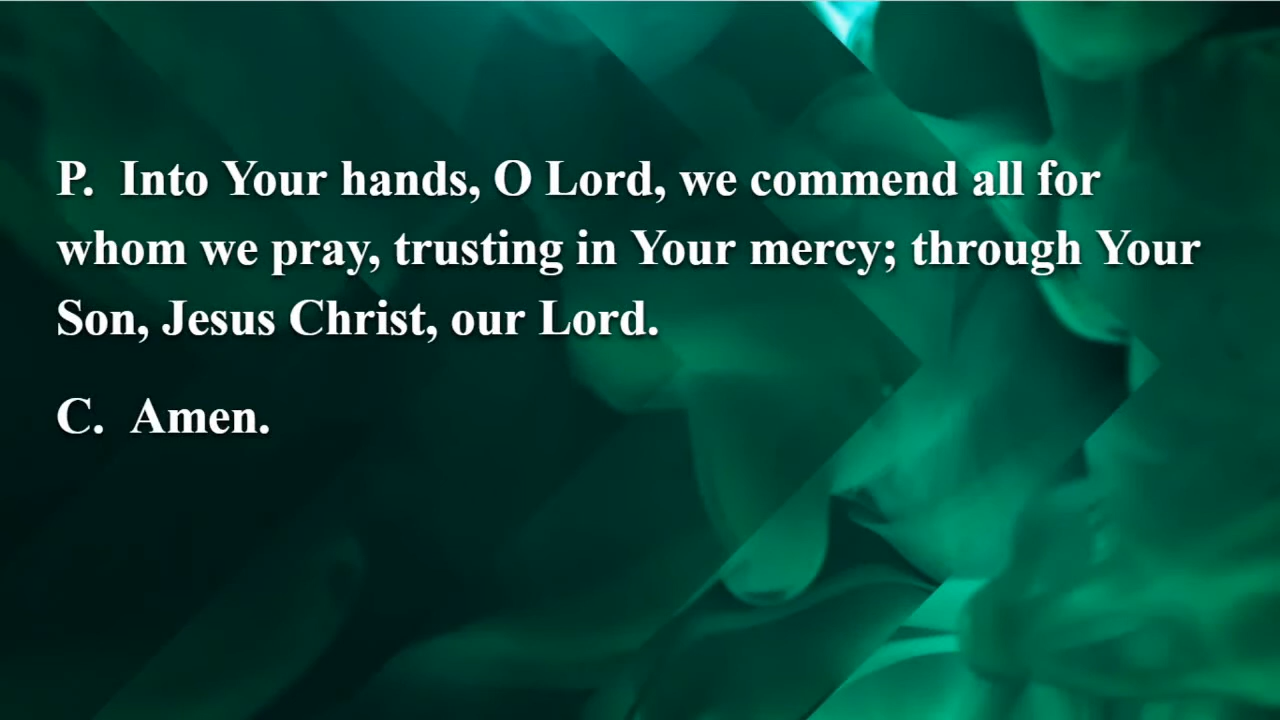 P. Into Your hands, O Lord, we commend all for
whom we pray, trusting in Your mercy; through Your
Son, Jesus Christ, our Lord.
C. Amen.